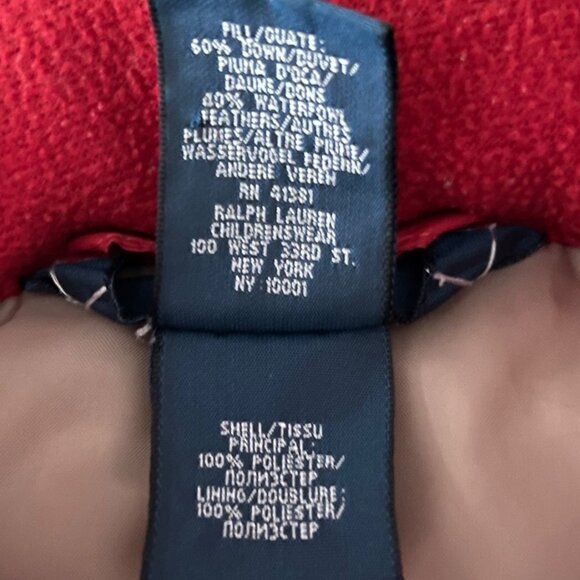 FILL/GUATE:
60% DOWN/DUVET/
PIUMA D'OCA/
DAUNE/DONS
40% WATERFOWL
FEATHERS/AUTRES
PLUMES/ALTRE PIUME/
WASSERVOGEL FEDERN/
ANDERE VEREN
RN 41381
RALPH LAUREN
CHILDRENSWEAR
100 WEST 33RD ST.
NEW YORK
NY 10001
SHELL/TISSU
PRINCIPAL:
100% POLIESTER/
ПОЛИЭСТЕР
LINING/DOUBLURE:
100% POLIESTER/
ПОЛИЭСТЕР